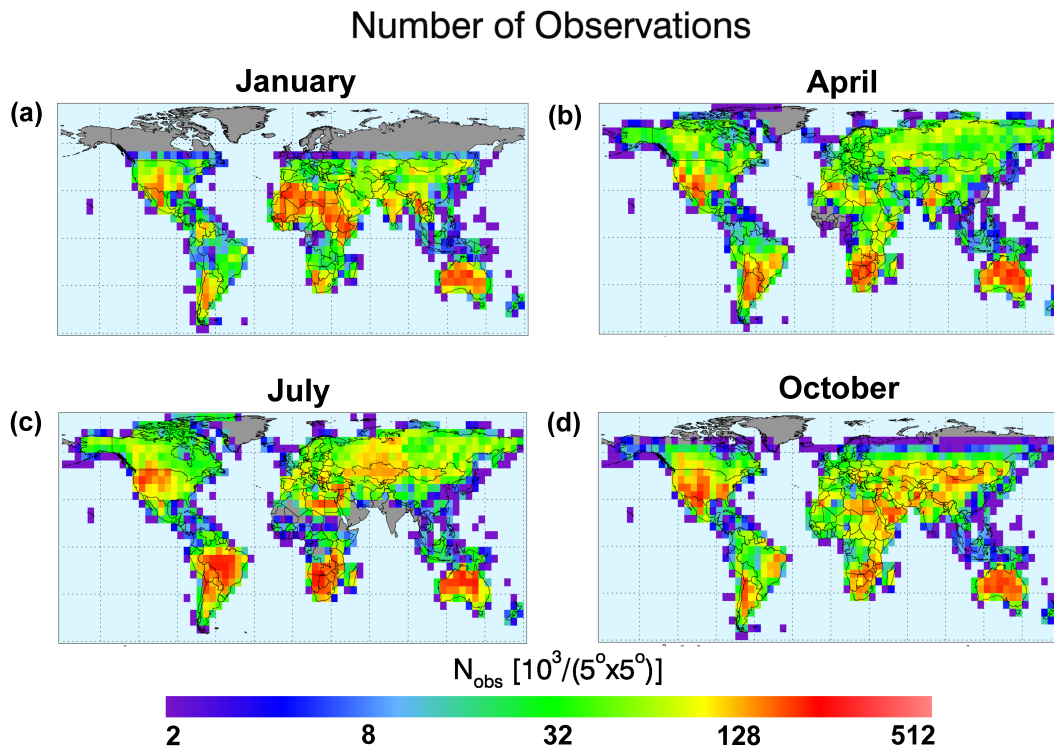 Number of Observations
January
April
(a)
(b)
July
October
(c)
(d)
N_obs [10^3/(5°x5°)]
2 8 32 128 512